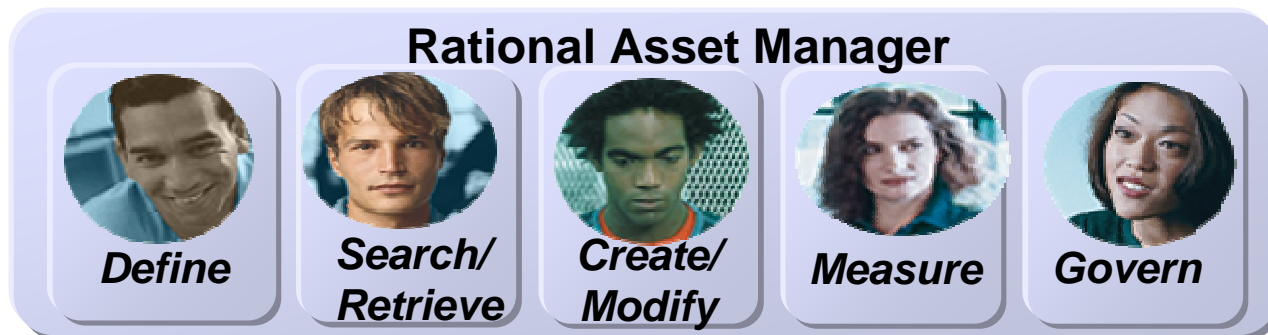 Rational Asset Manager
Define
Search/
Retrieve
Create/
Modify
Measure
Govern